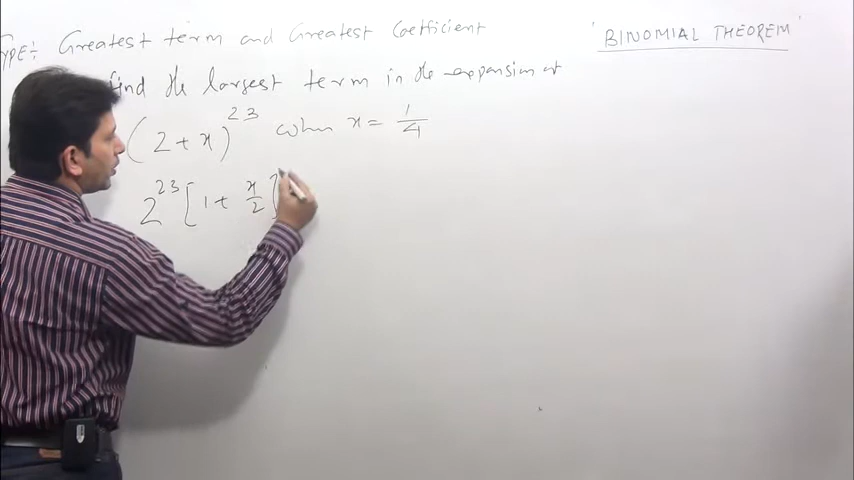 TYPE: Greatest term and Greatest Coefficient
' BINOMIAL THEOREM '
find the largest term in the expansion of
(2 + x)^23 when x = 1/4
2^23 [1 + x/2]